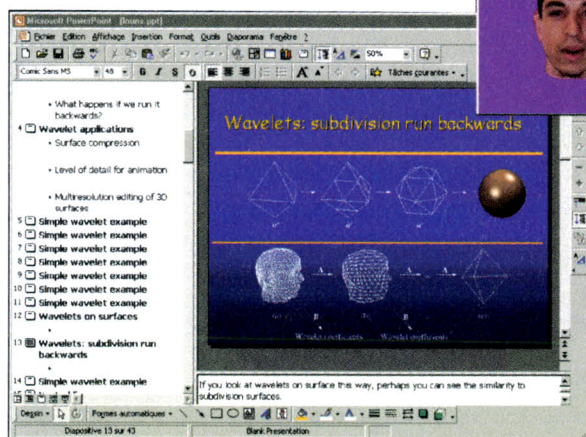 Microsoft PowerPoint - [louns.ppt]
Fichier Edition Affichage Insertion Format Outils Diaporama Fenêtre ?
50%
Comic Sans MS 48 G I S Tâches courantes
• What happens if we run it
backwards?
4 Wavelet applications
• Surface compression
• Level of detail for animation
• Multiresolution editing of 3D
surfaces
5 Simple wavelet example
6 Simple wavelet example
7 Simple wavelet example
8 Simple wavelet example
9 Simple wavelet example
10 Simple wavelet example
11 Simple wavelet example
12 Wavelets on surfaces
•
13 Wavelets: subdivision run
backwards
•
14 Simple wavelet example
Wavelets: subdivision run backwards
A A A
B B
Wavelet coefficients Wavelet coefficients
If you look at wavelets on surface this way, perhaps you can see the similarity to
subdivision surfaces.
Dessin Formes automatiques
Diapositive 13 sur 43 Blank Presentation